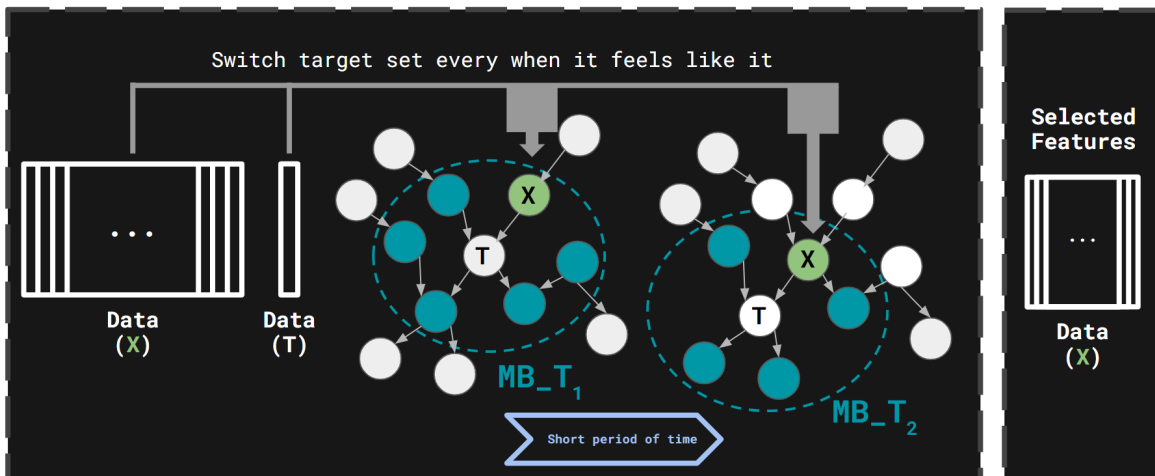 Switch target set every when it feels like it
...
Data
(X)
Data
(T)
X
T
MB_T1
X
T
MB_T2
Short period of time
Selected
Features
...
Data
(X)